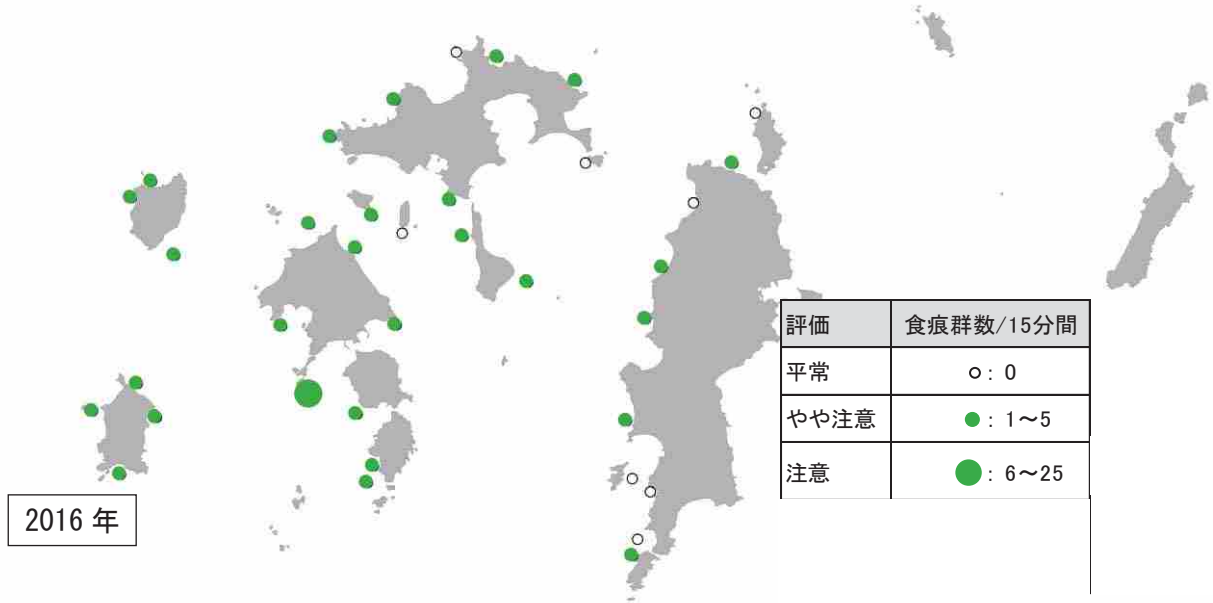 評価 食痕群数/15分間
平常 ○: 0
やや注意 ●: 1～5
注意 ●: 6～25
2016 年